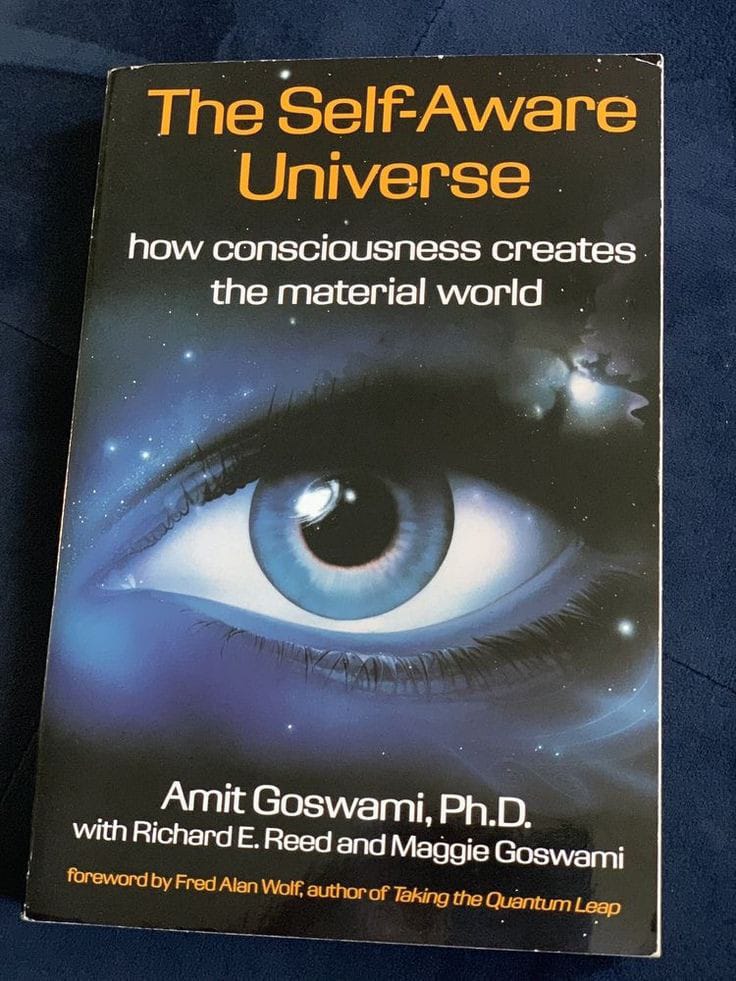 The Self-Aware
Universe
how consciousness creates
the material world
Amit Goswami, Ph.D.
with Richard E. Reed and Maggie Goswami
foreword by Fred Alan Wolf, author of Taking the Quantum Leap